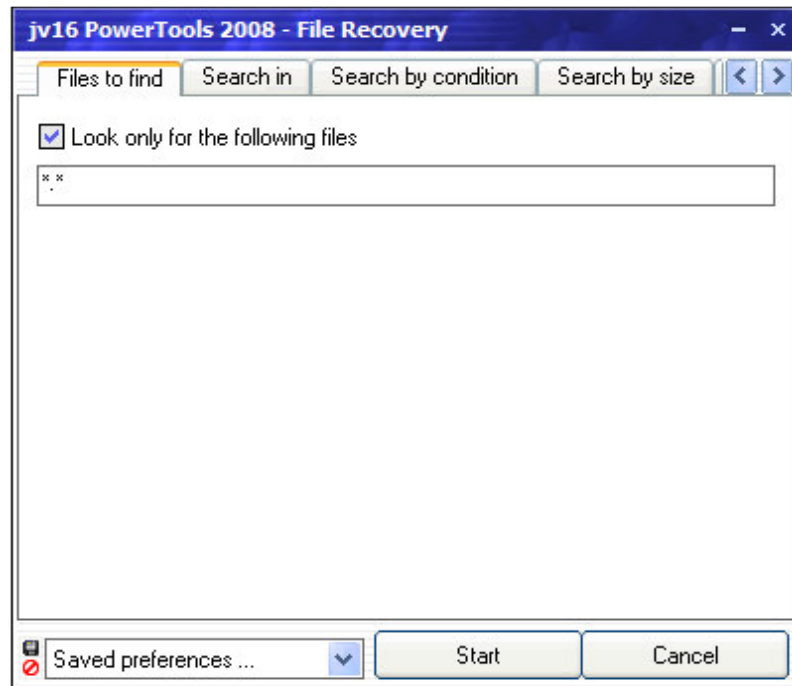 jv16 PowerTools 2008 - File Recovery
Files to find Search in Search by condition Search by size
Look only for the following files
*.*
Saved preferences ... Start Cancel